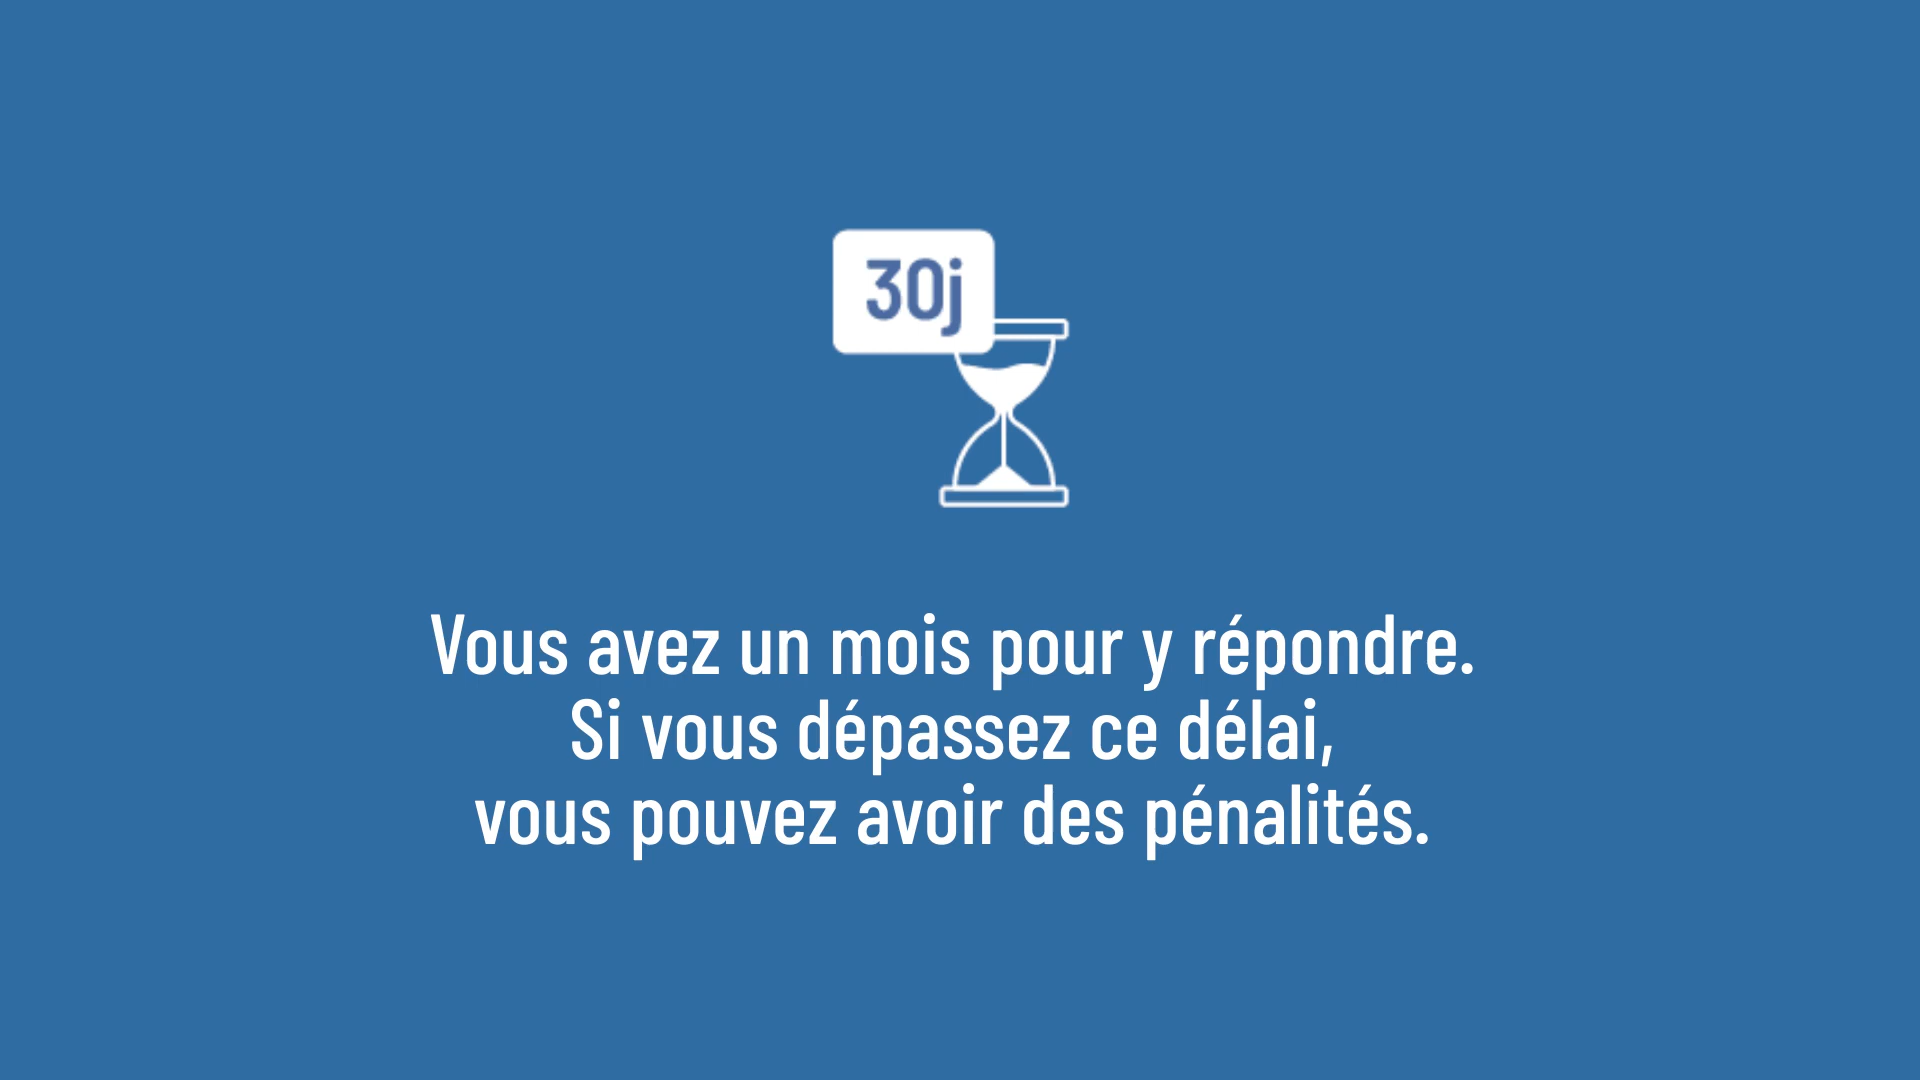 30j
Vous avez un mois pour y répondre.
Si vous dépassez ce délai,
vous pouvez avoir des pénalités.